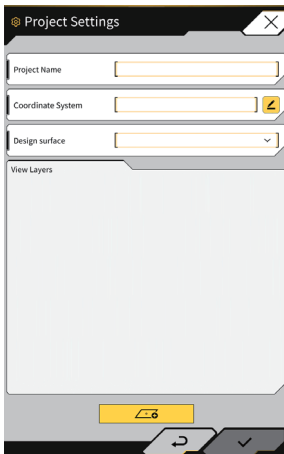 Project Settings
Project Name
Coordinate System
Design surface
View Layers